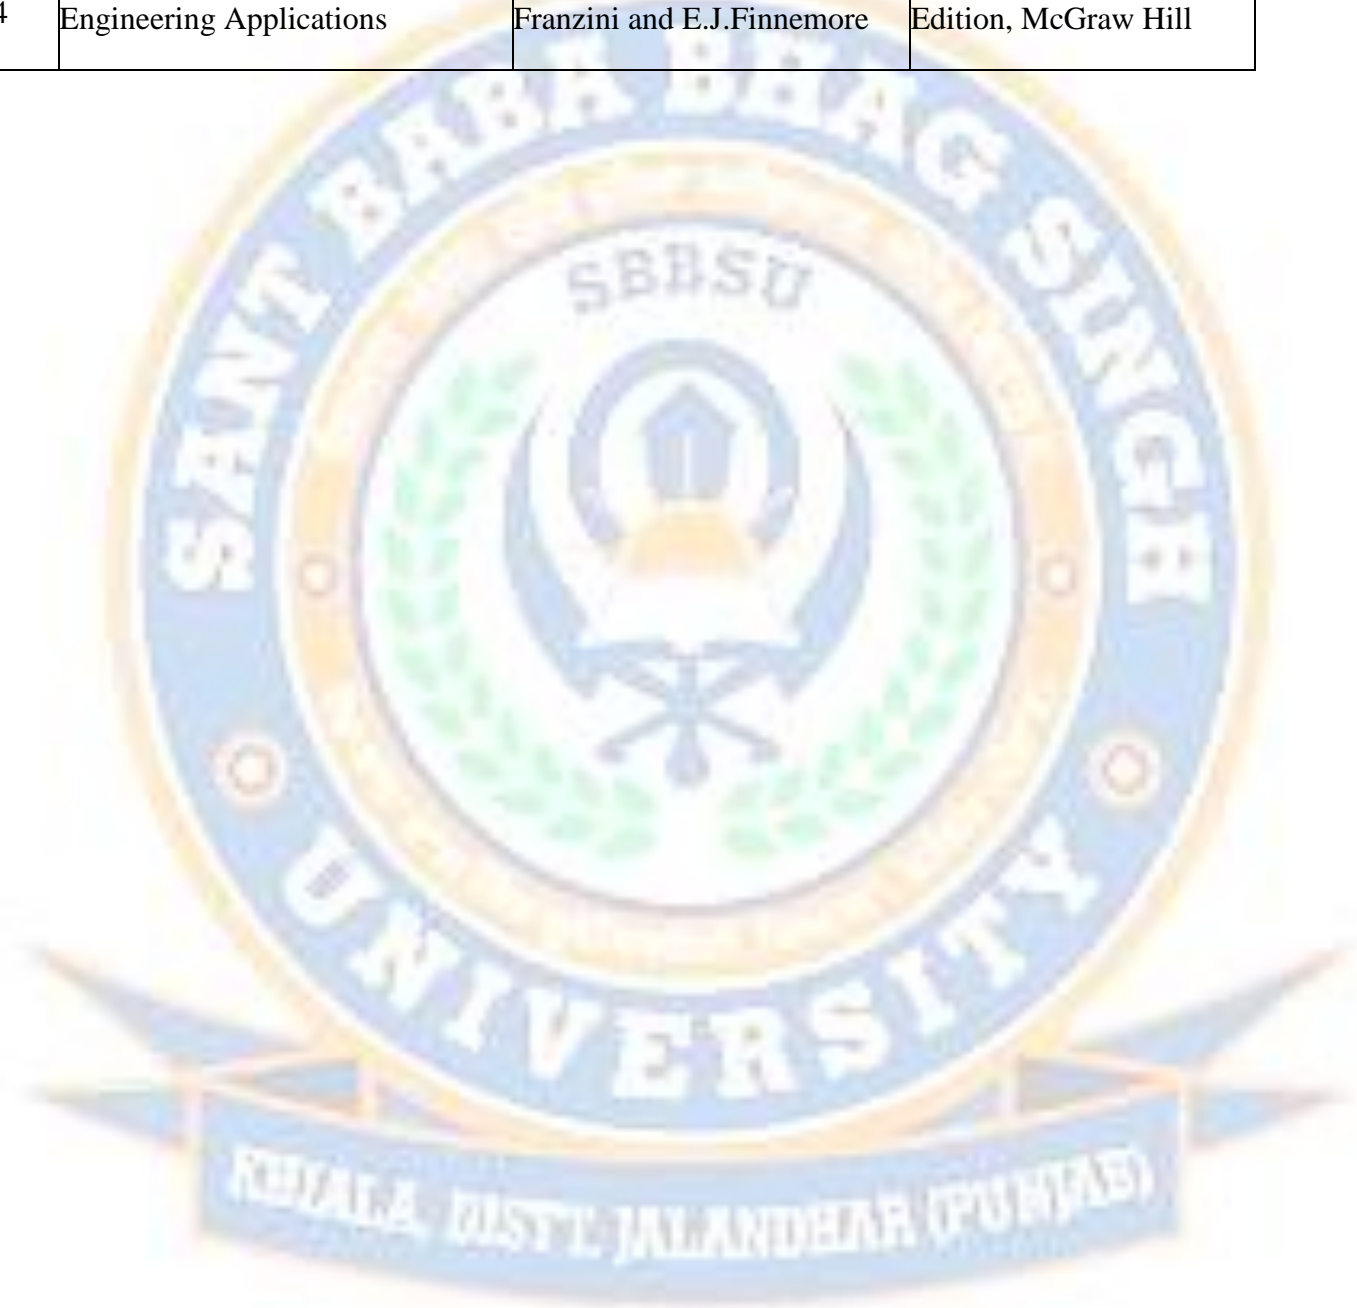 4 Engineering Applications Franzini and E.J.Finnemore Edition, McGraw Hill
SANT BABA BHAG SINGH
SBBSU
UNIVERSITY
KHIALA, DISTT. JALANDHAR (PUNJAB)